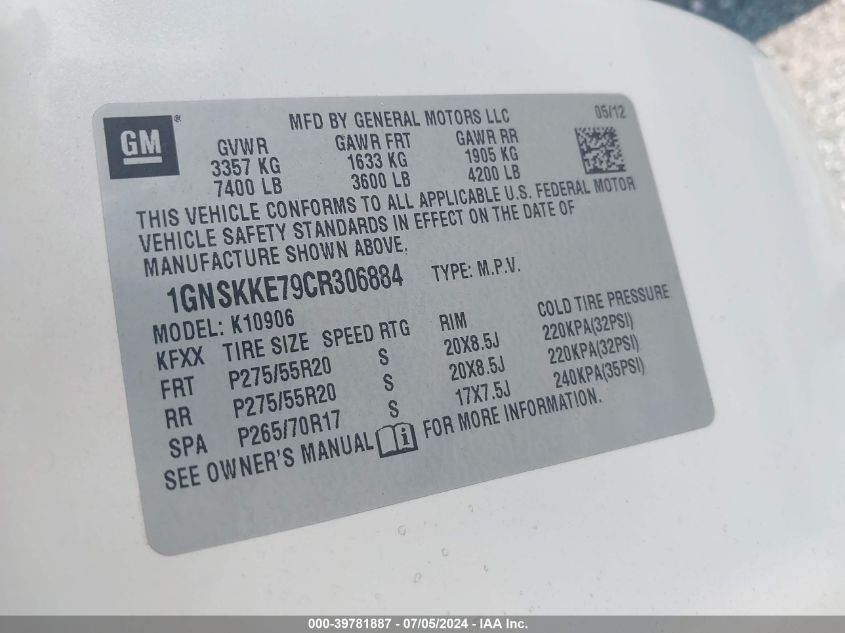 GM ®
MFD BY GENERAL MOTORS LLC 05/12
GVWR GAWR FRT GAWR RR
3357 KG 1633 KG 1905 KG
7400 LB 3600 LB 4200 LB
THIS VEHICLE CONFORMS TO ALL APPLICABLE U.S. FEDERAL MOTOR
VEHICLE SAFETY STANDARDS IN EFFECT ON THE DATE OF
MANUFACTURE SHOWN ABOVE.
1GNSKKE79CR306884 TYPE: M.P.V.
MODEL: K10906
KFXX TIRE SIZE SPEED RTG RIM COLD TIRE PRESSURE
FRT P275/55R20 S 20X8.5J 220KPA(32PSI)
RR P275/55R20 S 20X8.5J 220KPA(32PSI)
SPA P265/70R17 S 17X7.5J 240KPA(35PSI)
SEE OWNER'S MANUAL FOR MORE INFORMATION.
000-39781887 - 07/05/2024 - IAA Inc.